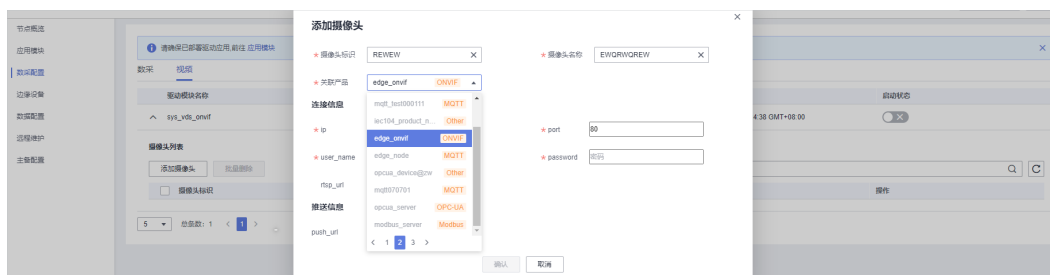 节点概览
应用模块
数采配置
边缘设备
数据配置
远程维护
主备配置
请确保已部署驱动应用,前往 应用模块
数采 视频
驱动模块名称 启动状态
sys_vds_onvif 4:38 GMT+08:00
摄像头列表
添加摄像头 批量删除
摄像头标识 操作
5 总条数: 1 < 1 >
添加摄像头
* 摄像头标识 REWEW * 摄像头名称 EWQRWQREW
* 关联产品 edge_onvif ONVIF
连接信息
mqtt_test000111 MQTT
iec104_product_n... Other
* ip * port 80
edge_onvif ONVIF
edge_node MQTT
* user_name * password 密码
opcua_device@zw Other
rtsp_url
mqtt070701 MQTT
推送信息
opcua_server OPC-UA
modbus_server Modbus
push_url
< 1 2 3 >
确认 取消